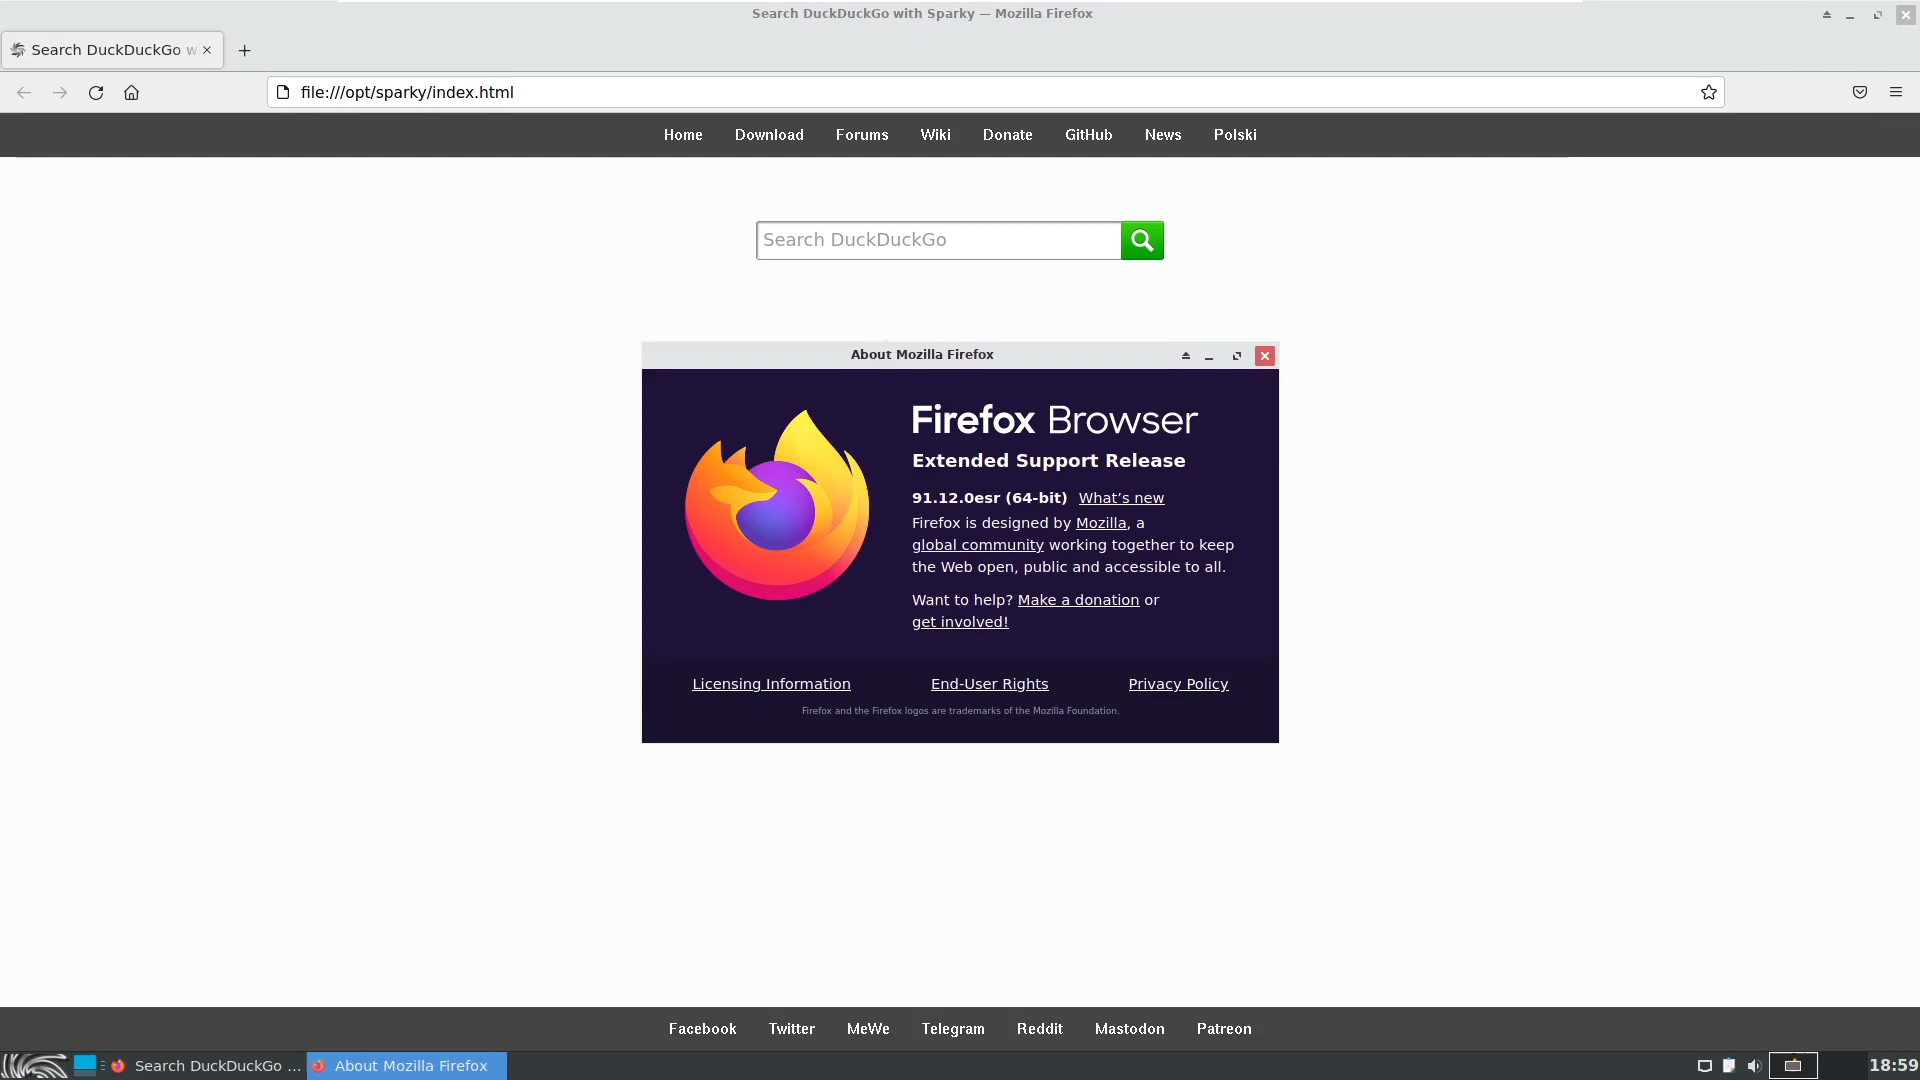 Search DuckDuckGo with Sparky — Mozilla Firefox
Search DuckDuckGo w
file:///opt/sparky/index.html
Home Download Forums Wiki Donate GitHub News Polski
Search DuckDuckGo
About Mozilla Firefox
Firefox Browser
Extended Support Release
91.12.0esr (64-bit) What’s new
Firefox is designed by Mozilla, a
global community working together to keep
the Web open, public and accessible to all.
Want to help? Make a donation or
get involved!
Licensing Information End-User Rights Privacy Policy
Firefox and the Firefox logos are trademarks of the Mozilla Foundation.
Facebook Twitter MeWe Telegram Reddit Mastodon Patreon
Search DuckDuckGo ... About Mozilla Firefox 18:59